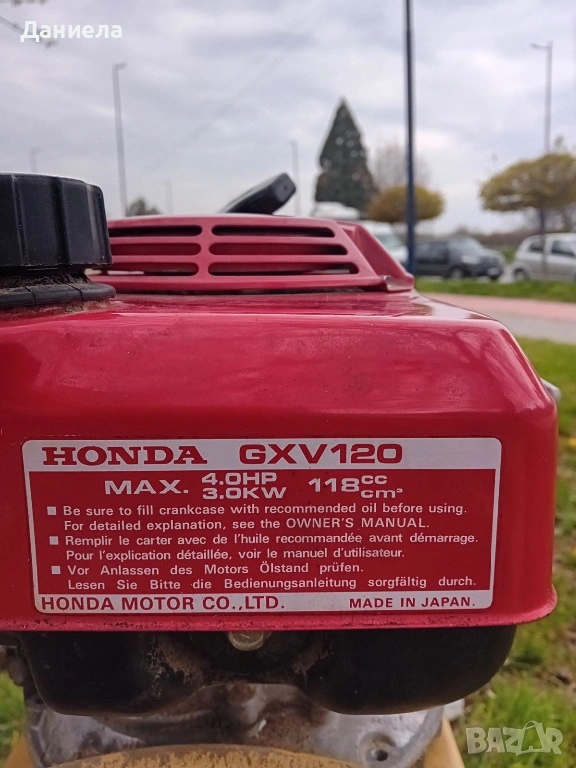 Даниела
HONDA GXV120
MAX. 4.0HP 3.0KW 118cc cm³
■ Be sure to fill crankcase with recommended oil before using.
For detailed explanation, see the OWNER'S MANUAL.
■ Remplir le carter avec de l'huile recommandée avant démarrage.
Pour l'explication détaillée, voir le manuel d'utilisateur.
■ Vor Anlassen des Motors Ölstand prüfen.
Lesen Sie Bitte die Bedienungsanleitung sorgfältig durch.
HONDA MOTOR CO.,LTD. MADE IN JAPAN.
BAZAR